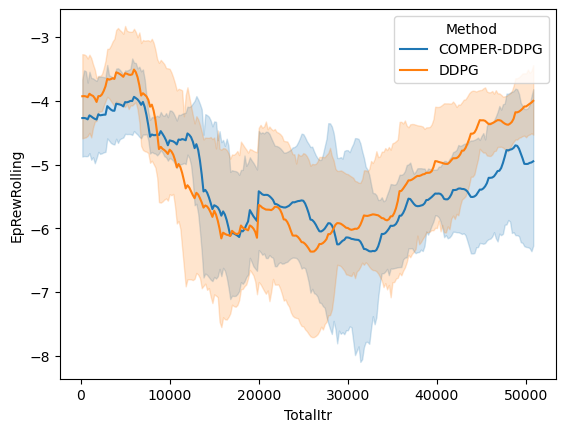 Method
COMPER-DDPG
DDPG
EpRewRolling
−3
−4
−5
−6
−7
−8
0 10000 20000 30000 40000 50000
TotalItr